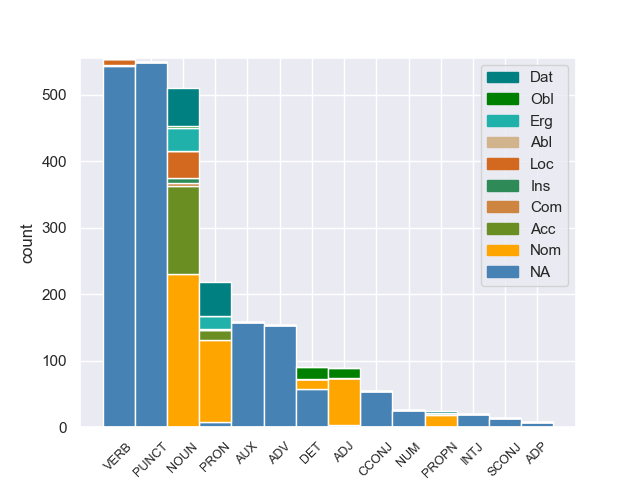 500
400
300
200
100
0
count
Dat
Obl
Erg
Abl
Loc
Ins
Com
Acc
Nom
NA
VERB
PUNCT
NOUN
PRON
AUX
ADV
DET
ADJ
CCONJ
NUM
PROPN
INTJ
SCONJ
ADP